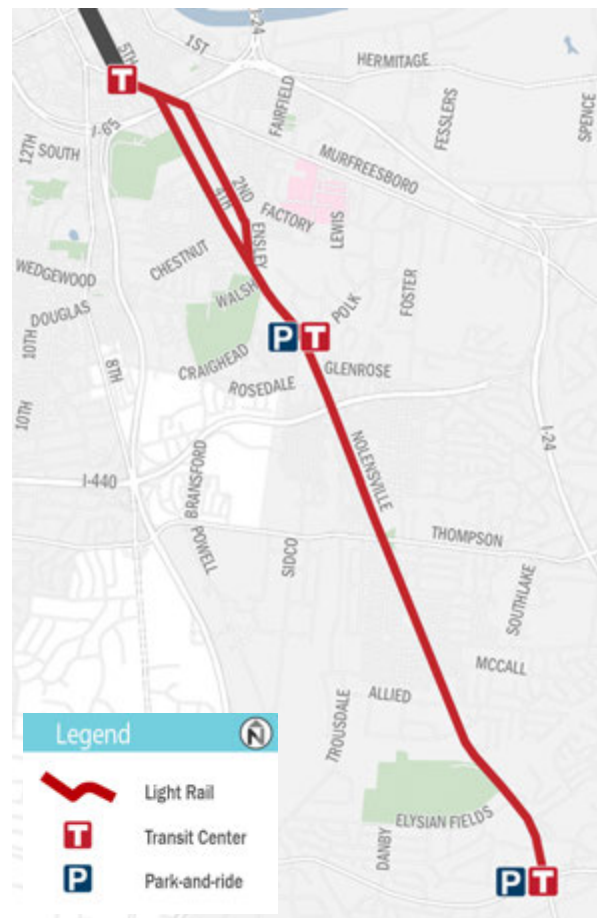 I-24
5TH
1ST
HERMITAGE
T
FAIRFIELD
FESSLERS
SPENCE
I-65
12TH
SOUTH
MURFREESBORO
2ND
4TH
FACTORY
LEWIS
ENSLEY
CHESTNUT
WEDGEWOOD
WALSH
FOSTER
DOUGLAS
POLK
10TH
P T
CRAIGHEAD
8TH
GLENROSE
ROSEDALE
10TH
NOLENSVILLE
I-24
BRANSFORD
I-440
THOMPSON
POWELL
SIDCO
SOUTHLAKE
MCCALL
ALLIED
TROUSDALE
Legend N
Light Rail
T Transit Center
P Park-and-ride
ELYSIAN FIELDS
DANBY
P T